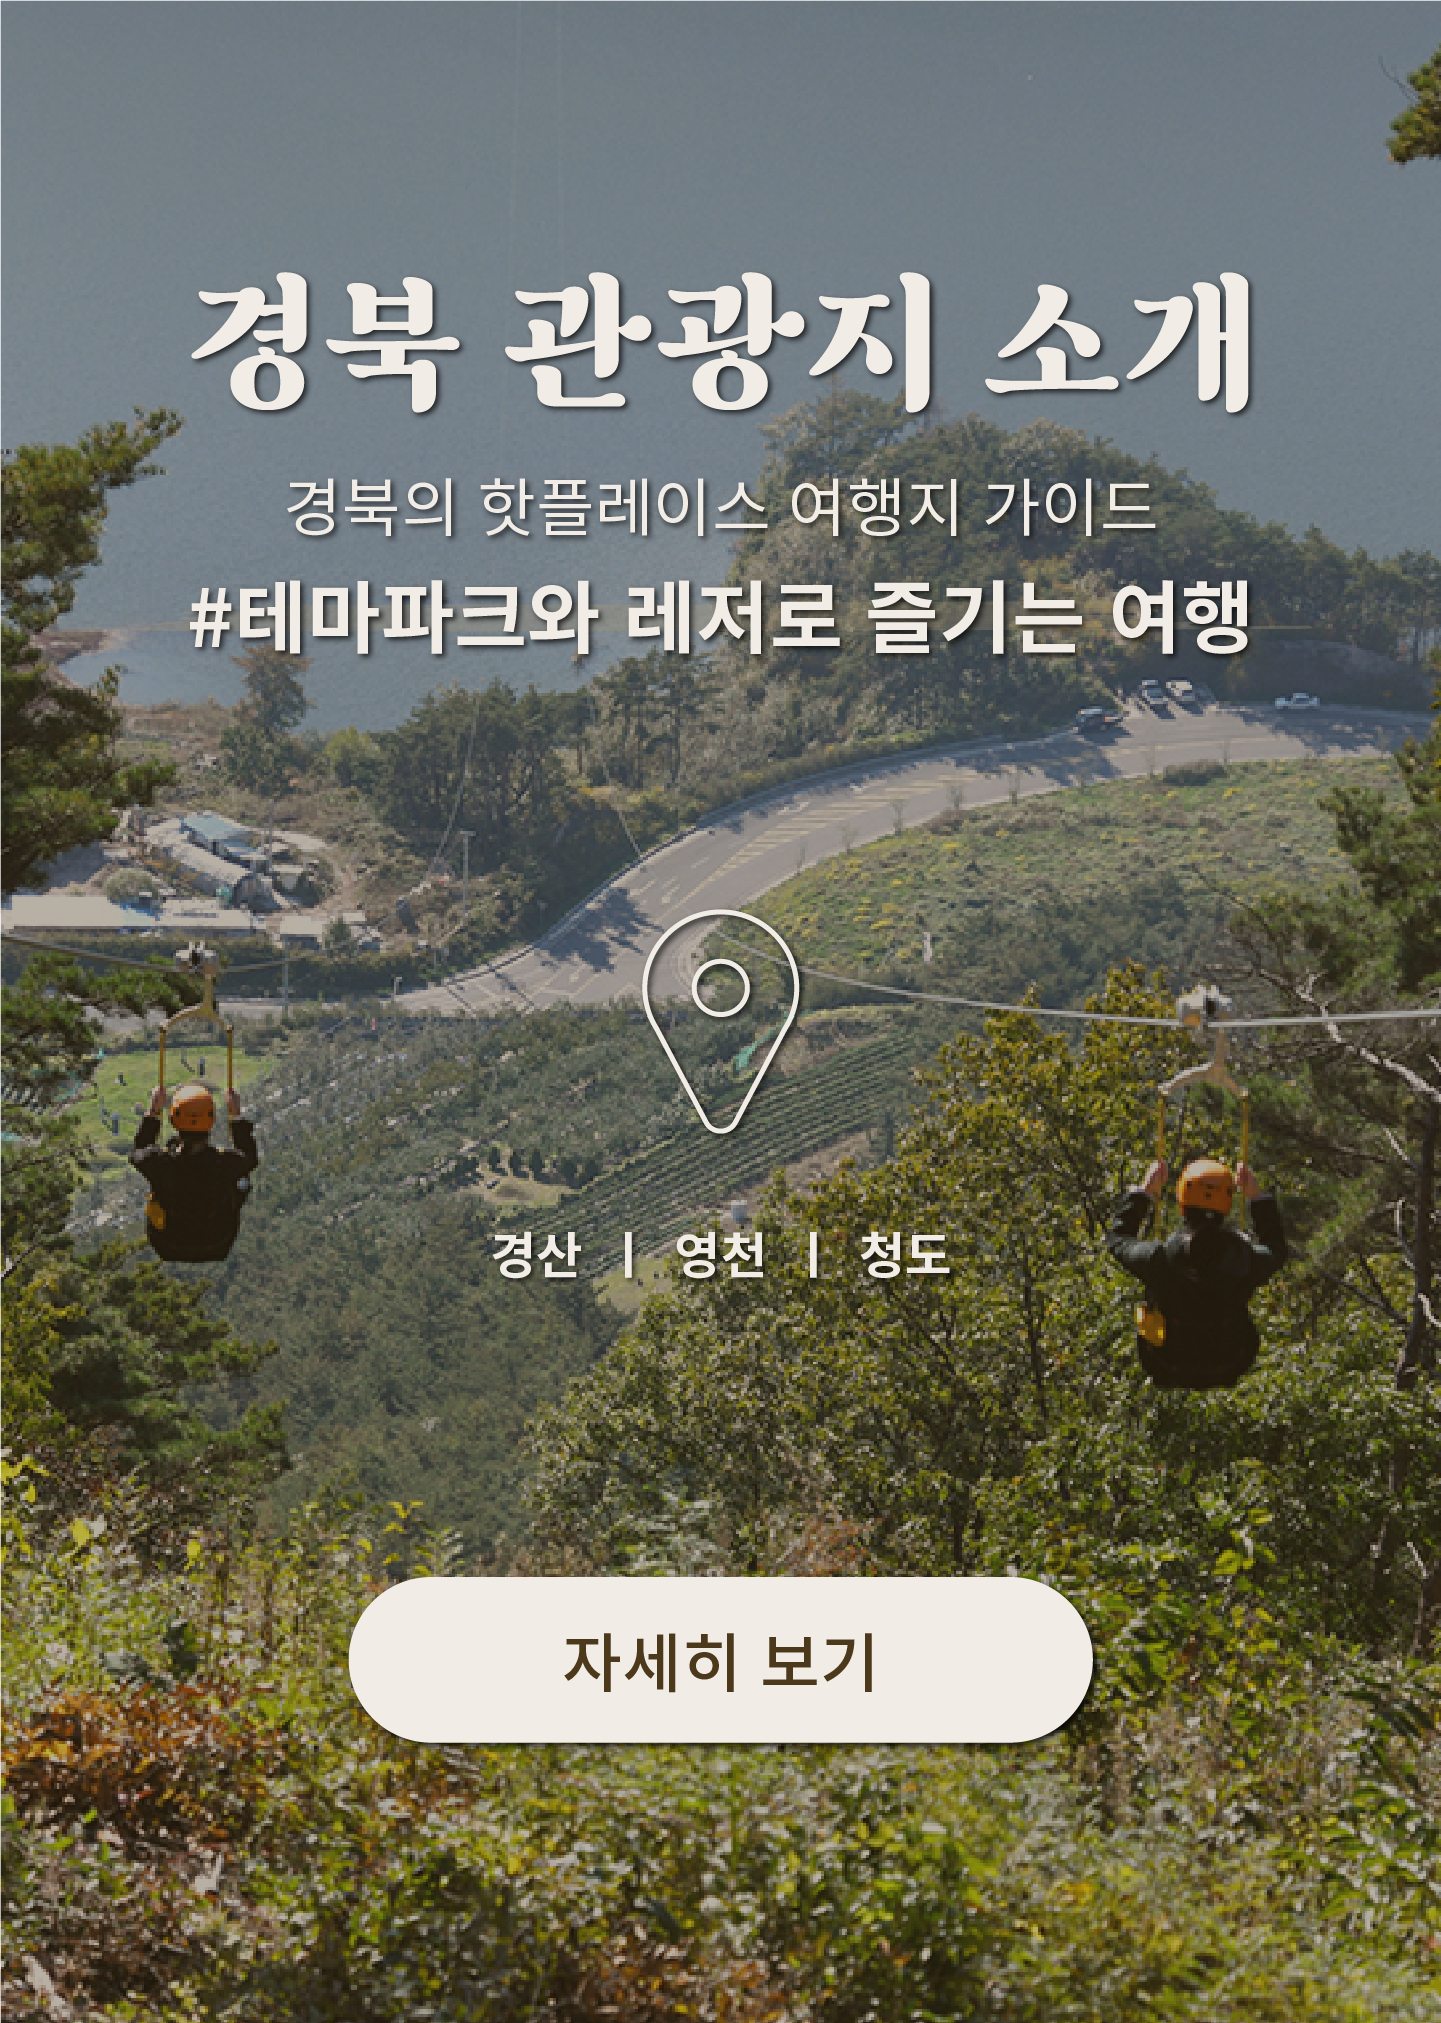 경북 관광지 소개
경북의 핫플레이스 여행지 가이드
#테마파크와 레저로 즐기는 여행
경산 | 영천 | 청도
자세히 보기